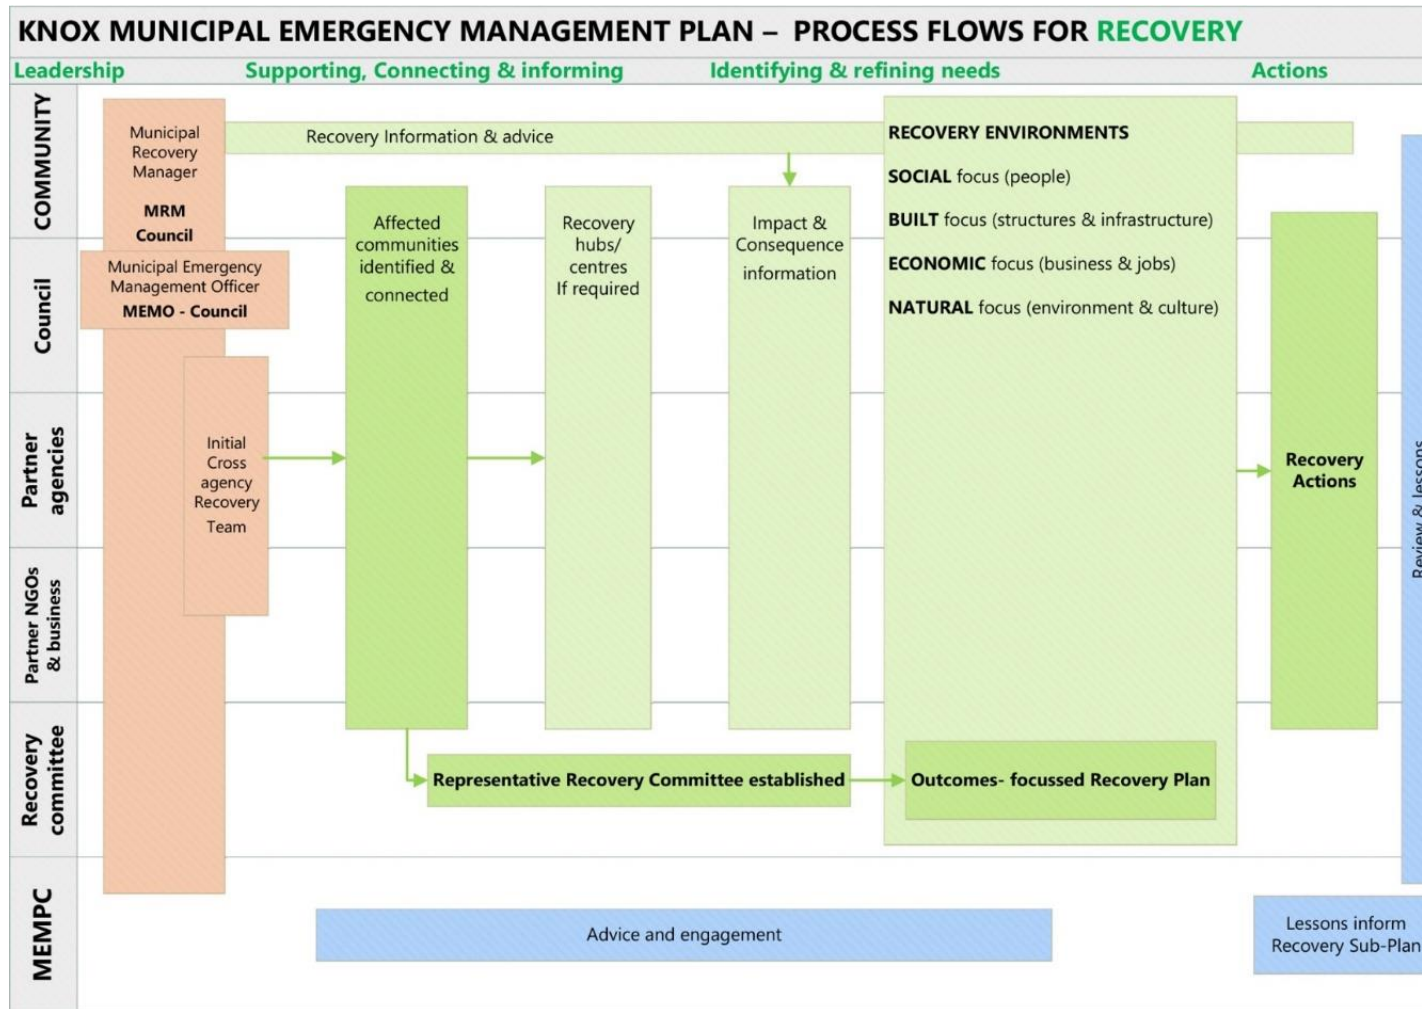 KNOX MUNICIPAL EMERGENCY MANAGEMENT PLAN – PROCESS FLOWS FOR RECOVERY
Leadership
Supporting, Connecting & informing
Identifying & refining needs
Actions
COMMUNITY
Council
Partner
agencies
Partner NGOs
& business
Recovery
committee
MEMPC
Municipal
Recovery
Manager
MRM
Council
Municipal Emergency
Management Officer
MEMO - Council
Initial
Cross
agency
Recovery
Team
Recovery Information & advice
Affected
communities
identified &
connected
Recovery
hubs/
centres
If required
Impact &
Consequence
information
RECOVERY ENVIRONMENTS
SOCIAL focus (people)
BUILT focus (structures & infrastructure)
ECONOMIC focus (business & jobs)
NATURAL focus (environment & culture)
Recovery
Actions
Representative Recovery Committee established
Outcomes- focussed Recovery Plan
Review & lessons
Advice and engagement
Lessons inform
Recovery Sub-Plan